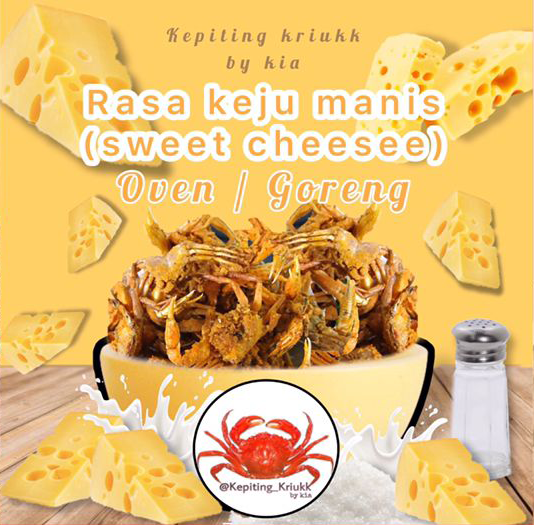 Kepiting kriukk
by kia
Rasa keju manis
(sweet cheesee)
Oven / Goreng
@Kepiting_Kriukk
by kia